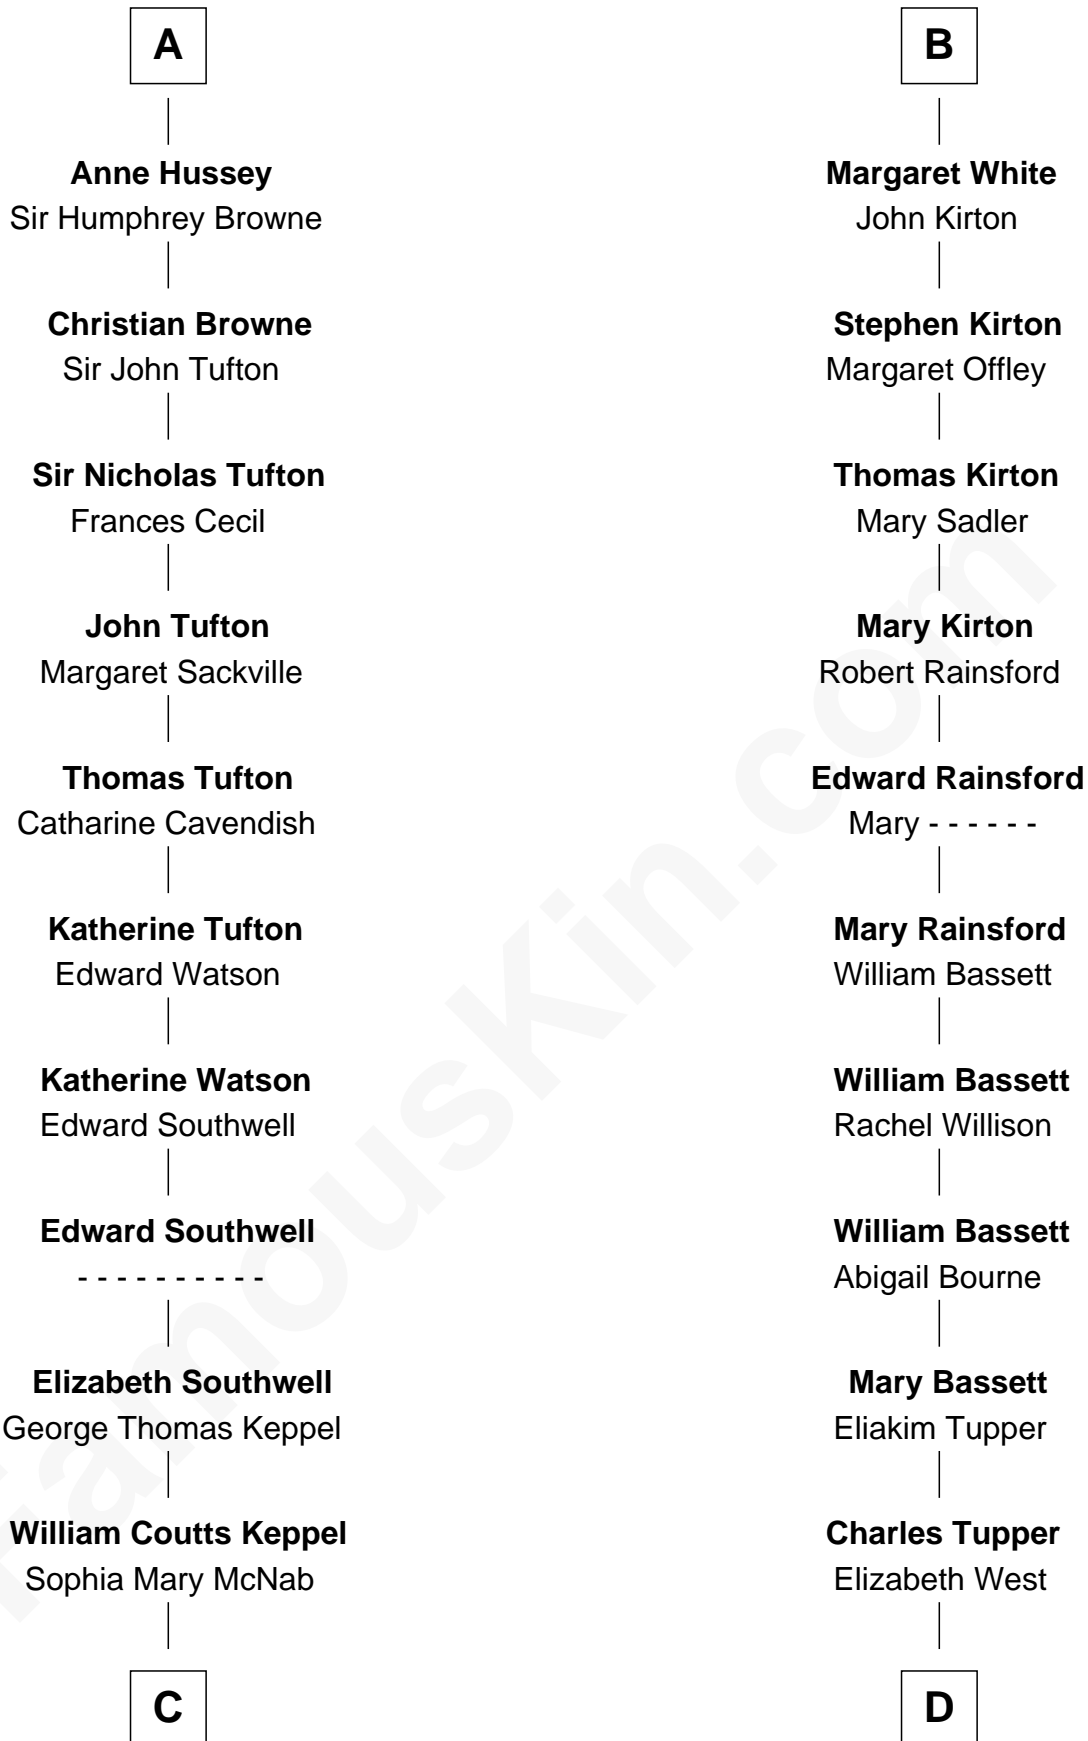 A
Anne Hussey
Sir Humphrey Browne
Christian Browne
Sir John Tufton
Sir Nicholas Tufton
Frances Cecil
John Tufton
Margaret Sackville
Thomas Tufton
Catharine Cavendish
Katherine Tufton
Edward Watson
Katherine Watson
Edward Southwell
Edward Southwell
- - - - - - - - - -
Elizabeth Southwell
George Thomas Keppel
William Coutts Keppel
Sophia Mary McNab
C
B
Margaret White
John Kirton
Stephen Kirton
Margaret Offley
Thomas Kirton
Mary Sadler
Mary Kirton
Robert Rainsford
Edward Rainsford
Mary - - - - - -
Mary Rainsford
William Bassett
William Bassett
Rachel Willison
William Bassett
Abigail Bourne
Mary Bassett
Eliakim Tupper
Charles Tupper
Elizabeth West
D
FamousKin.com